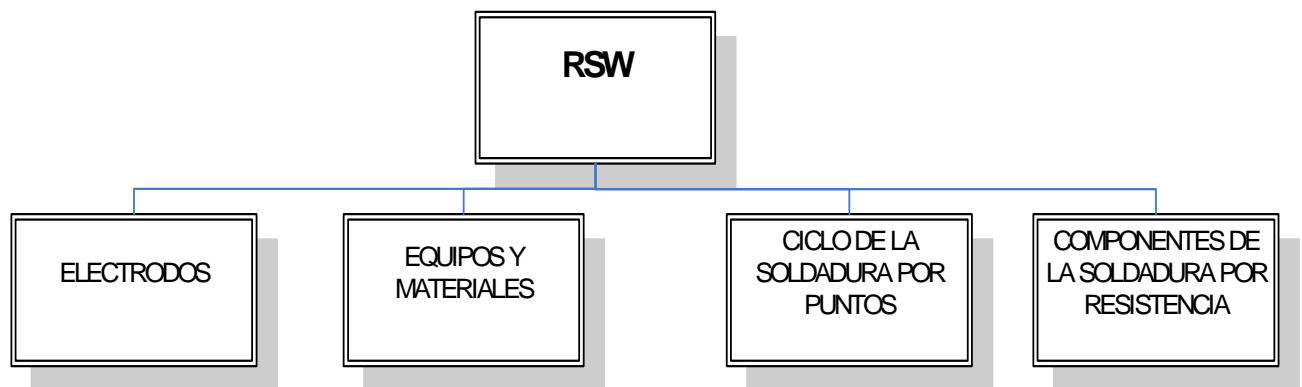 RSW
ELECTRODOS
EQUIPOS Y
MATERIALES
CICLO DE LA
SOLDADURA POR
PUNTOS
COMPONENTES DE
LA SOLDADURA POR
RESISTENCIA